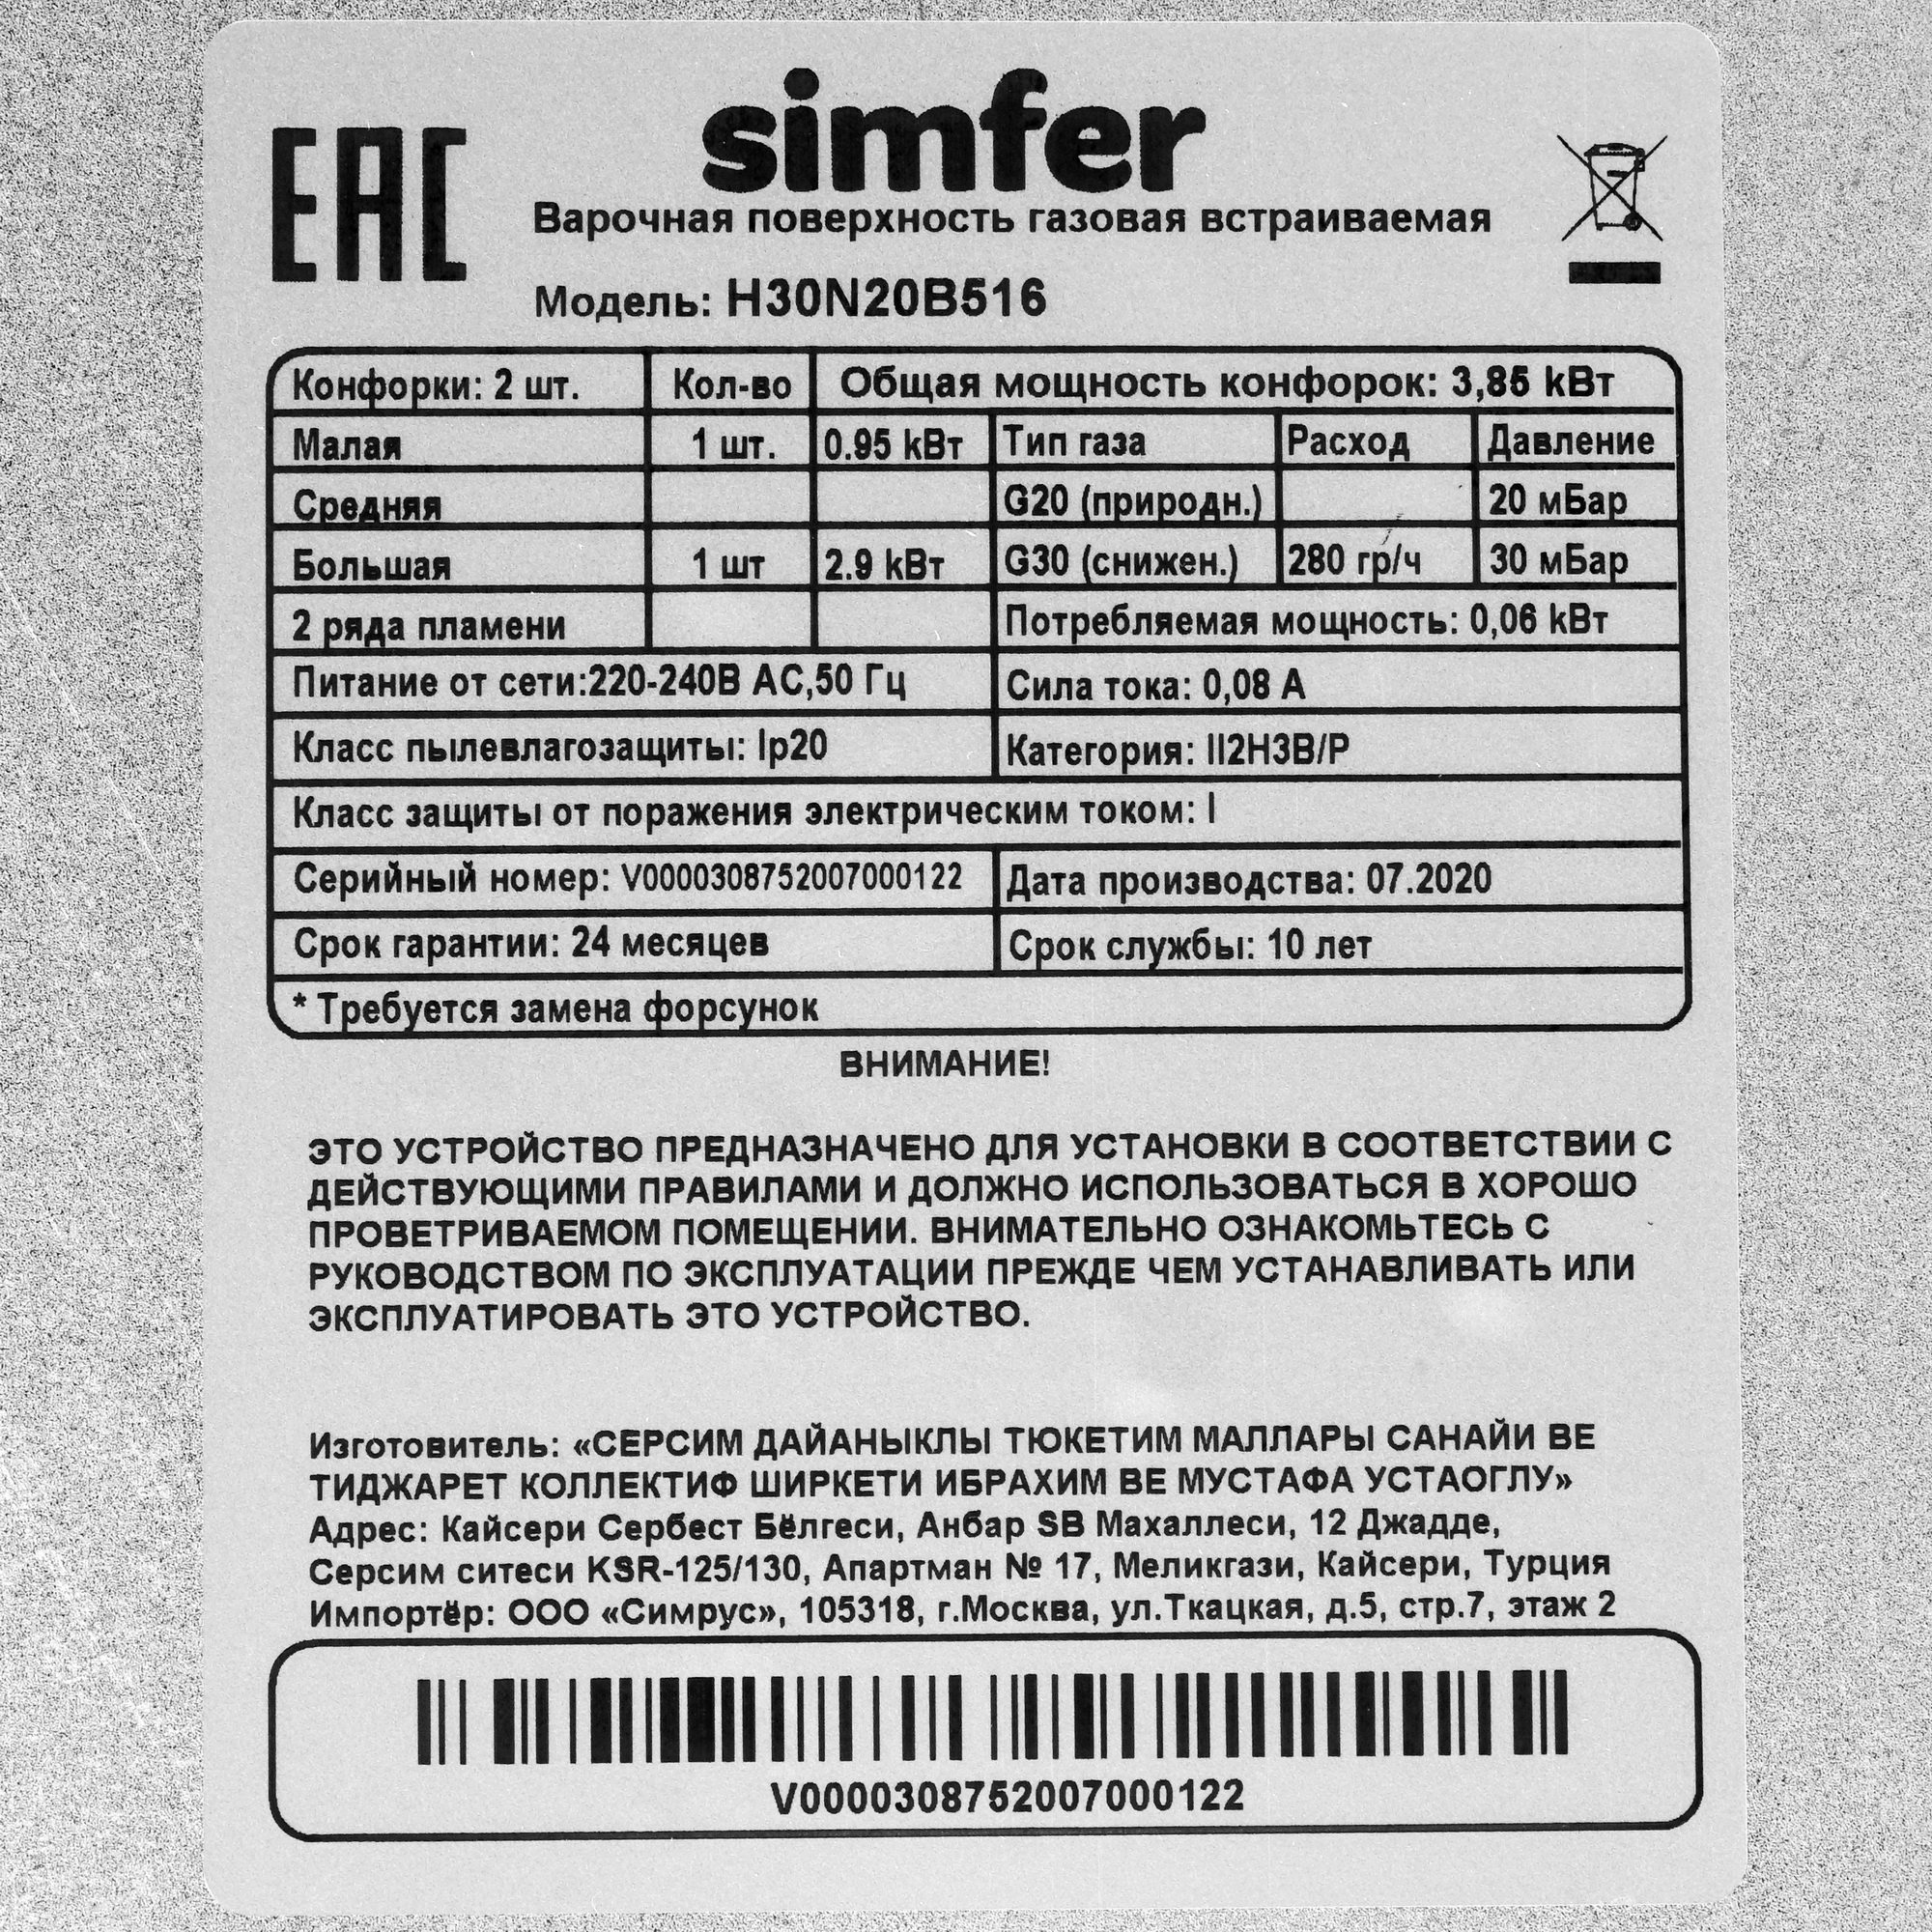 EAC
simfer
Варочная поверхность газовая встраиваемая
Модель: H30N20B516
Конфорки: 2 шт. Кол-во Общая мощность конфорок: 3,85 kВт
Малая 1 шт. 0.95 kВт Тип газа Расход Давление
Средняя G20 (природн.) 20 мБар
Большая 1 шт 2.9 kВт G30 (снижен.) 280 гр/ч 30 мБар
2 ряда пламени Потребляемая мощность: 0,06 kВт
Питание от сети:220-240В AC,50 Гц Сила тока: 0,08 А
Класс пылевлагозащиты: Ip20 Категория: II2H3B/P
Класс защиты от поражения электрическим током: I
Серийный номер: V0000308752007000122 Дата производства: 07.2020
Срок гарантии: 24 месяцев Срок службы: 10 лет
* Требуется замена форсунок
ВНИМАНИЕ!
ЭТО УСТРОЙСТВО ПРЕДНАЗНАЧЕНО ДЛЯ УСТАНОВКИ В СООТВЕТСТВИИ С
ДЕЙСТВУЮЩИМИ ПРАВИЛАМИ И ДОЛЖНО ИСПОЛЬЗОВАТЬСЯ В ХОРОШО
ПРОВЕТРИВАЕМОМ ПОМЕЩЕНИИ. ВНИМАТЕЛЬНО ОЗНАКОМЬТЕСЬ С
РУКОВОДСТВОМ ПО ЭКСПЛУАТАЦИИ ПРЕЖДЕ ЧЕМ УСТАНАВЛИВАТЬ ИЛИ
ЭКСПЛУАТИРОВАТЬ ЭТО УСТРОЙСТВО.
Изготовитель: «СЕРСИМ ДАЙАНЫКЛЫ ТЮКЕТИМ МАЛЛАРЫ САНАЙИ ВЕ
ТИДЖАРЕТ КОЛЛЕКТИФ ШИРКЕТИ ИБРАХИМ ВЕ МУСТАФА УСТАОГЛУ»
Адрес: Кайсери Сербест Бёлгеси, Анбар SB Махаллеси, 12 Джадде,
Серсим ситеси KSR-125/130, Апартман № 17, Меликгази, Кайсери, Турция
Импортёр: ООО «Симрус», 105318, г.Москва, ул.Ткацкая, д.5, стр.7, этаж 2
V0000308752007000122